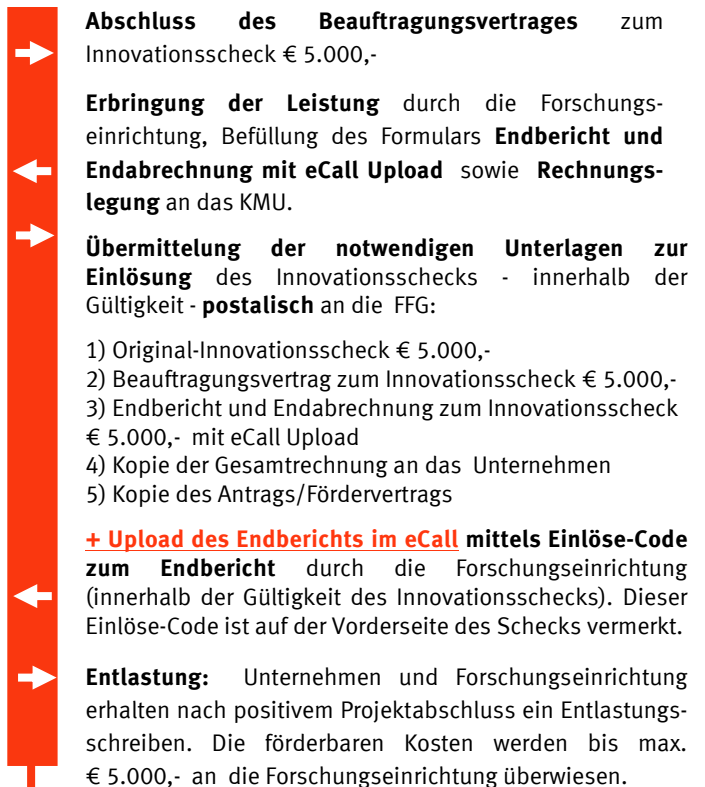 Abschluss des Beauftragungsvertrages zum
Innovationsscheck € 5.000,-
Erbringung der Leistung durch die Forschungs-
einrichtung, Befüllung des Formulars Endbericht und
Endabrechnung mit eCall Upload sowie Rechnungs-
legung an das KMU.
Übermittelung der notwendigen Unterlagen zur
Einlösung des Innovationsschecks - innerhalb der
Gültigkeit - postalisch an die FFG:
1) Original-Innovationsscheck € 5.000,-
2) Beauftragungsvertrag zum Innovationsscheck € 5.000,-
3) Endbericht und Endabrechnung zum Innovationsscheck
€ 5.000,- mit eCall Upload
4) Kopie der Gesamtrechnung an das Unternehmen
5) Kopie des Antrags/Fördervertrags
+ Upload des Endberichts im eCall mittels Einlöse-Code
zum Endbericht durch die Forschungseinrichtung
(innerhalb der Gültigkeit des Innovationsschecks). Dieser
Einlöse-Code ist auf der Vorderseite des Schecks vermerkt.
Entlastung: Unternehmen und Forschungseinrichtung
erhalten nach positivem Projektabschluss ein Entlastungs-
schreiben. Die förderbaren Kosten werden bis max.
€ 5.000,- an die Forschungseinrichtung überwiesen.